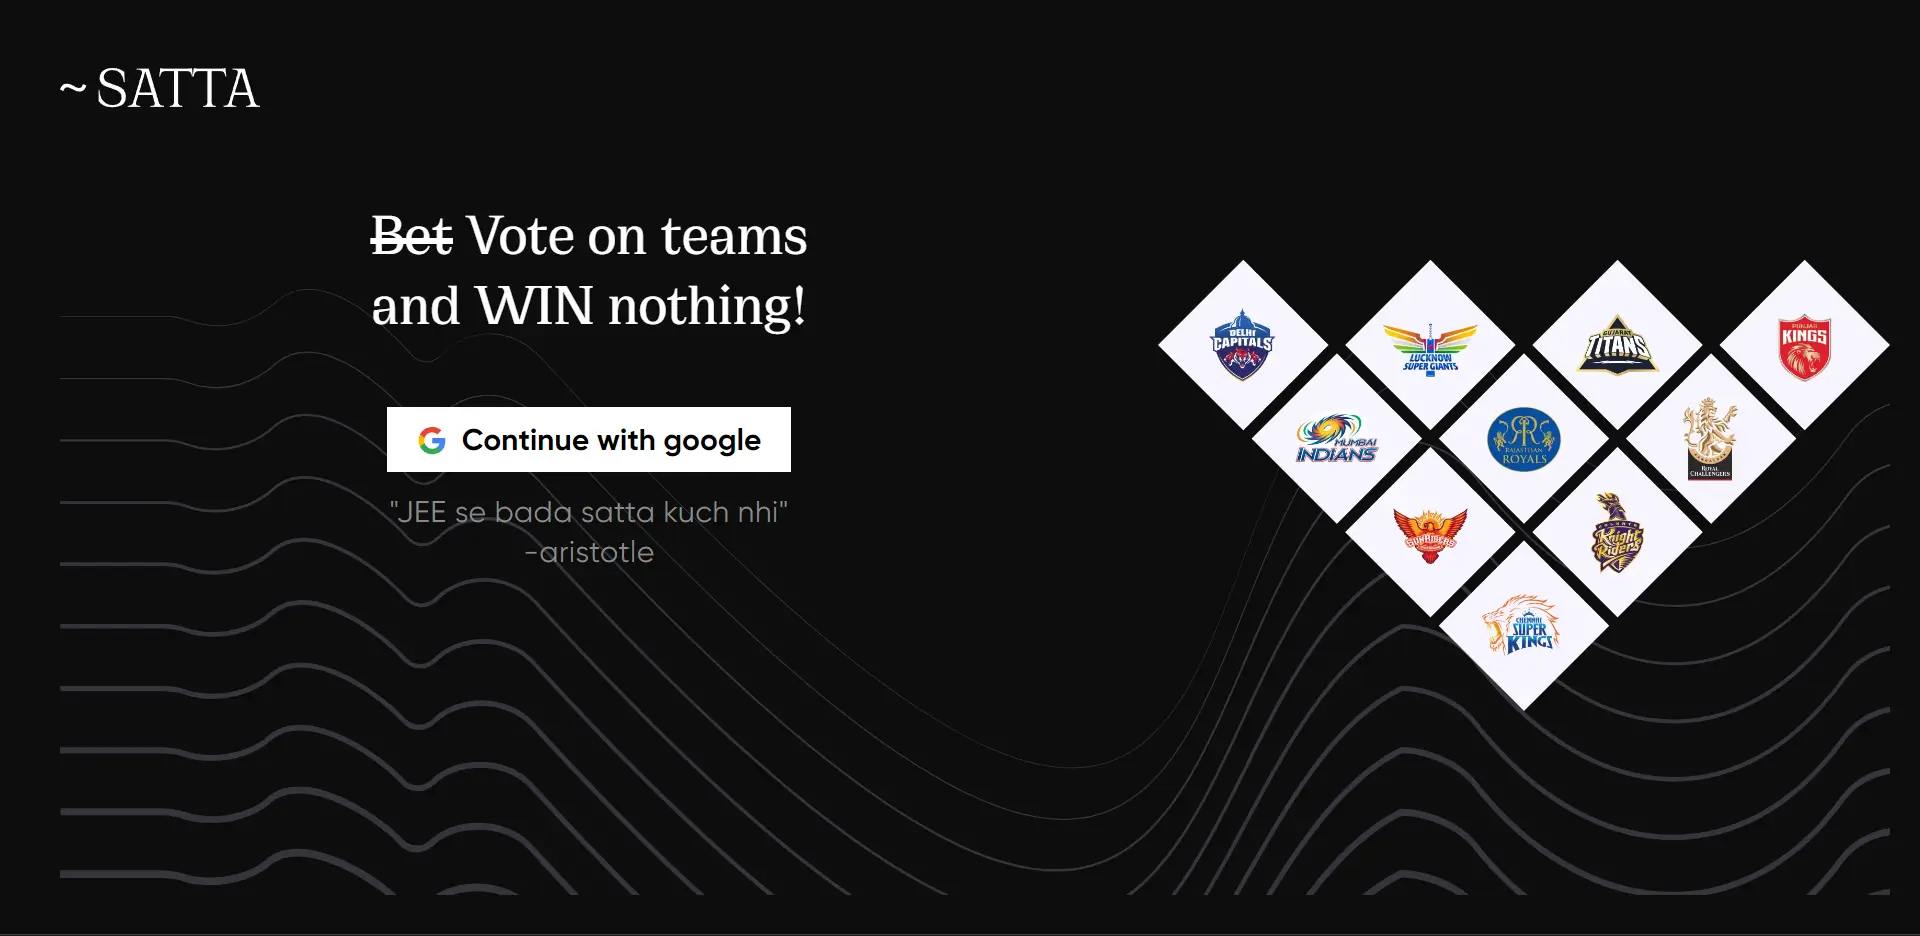 ~ SATTA
Bet Vote on teams
and WIN nothing!
Continue with google
"JEE se bada satta kuch nhi"
-aristotle
DELHI
CAPITALS
LUCKNOW
SUPER GIANTS
GUJARAT
TITANS
PUNJAB
KINGS
MUMBAI
INDIANS
RAJASTHAN
ROYALS
ROYAL
CHALLENGERS
SUNRISERS
KOLKATA
Knight
Riders
CHENNAI
SUPER
KINGS